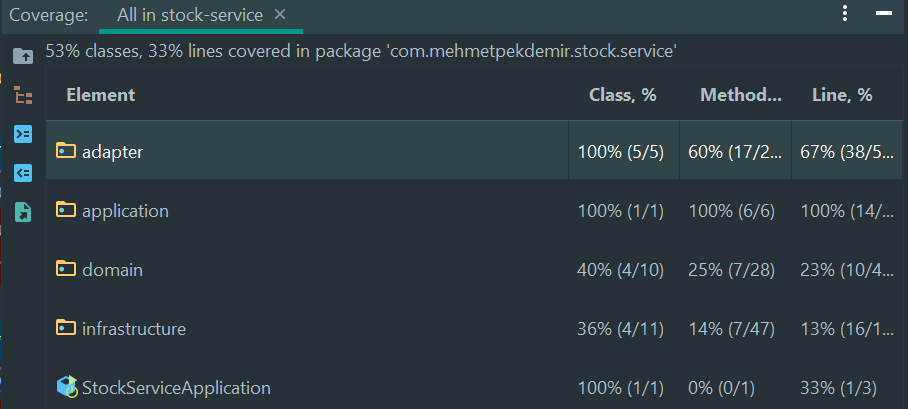 Coverage: All in stock-service ×
53% classes, 33% lines covered in package 'com.mehmetpekdemir.stock.service'
Element Class, % Method... Line, %
adapter 100% (5/5) 60% (17/2... 67% (38/5...
application 100% (1/1) 100% (6/6) 100% (14/...
domain 40% (4/10) 25% (7/28) 23% (10/4...
infrastructure 36% (4/11) 14% (7/47) 13% (16/1...
StockServiceApplication 100% (1/1) 0% (0/1) 33% (1/3)